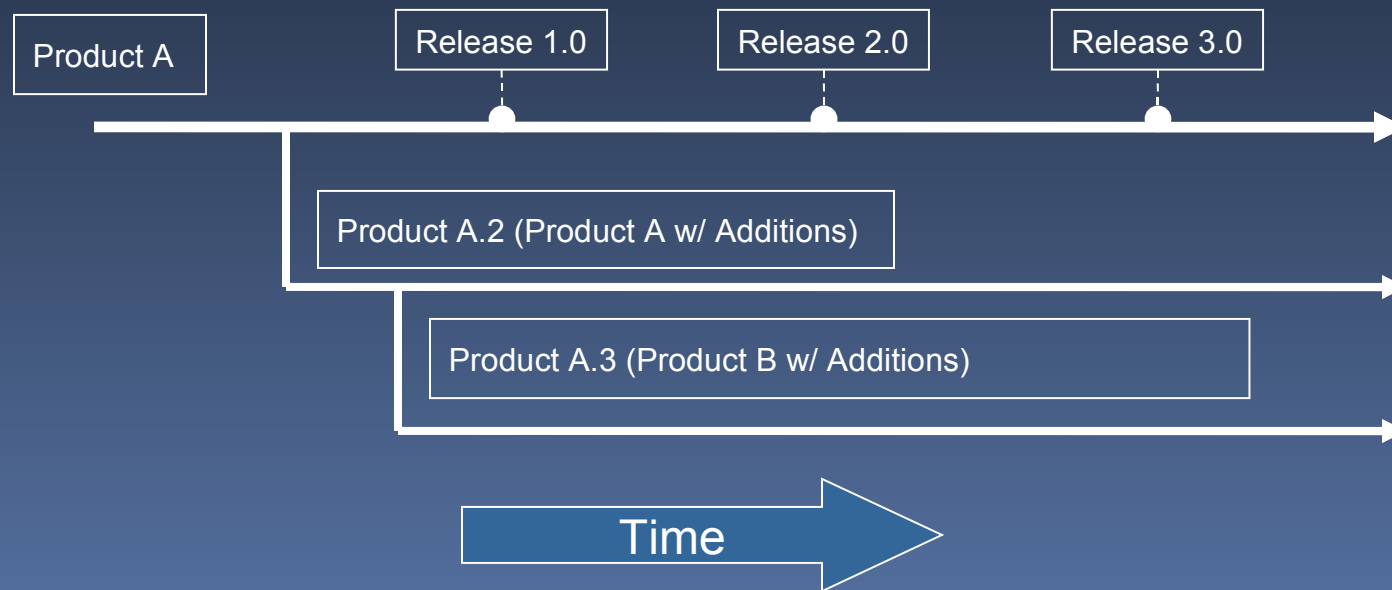 Product A
Release 1.0
Release 2.0
Release 3.0
Product A.2 (Product A w/ Additions)
Product A.3 (Product B w/ Additions)
Time